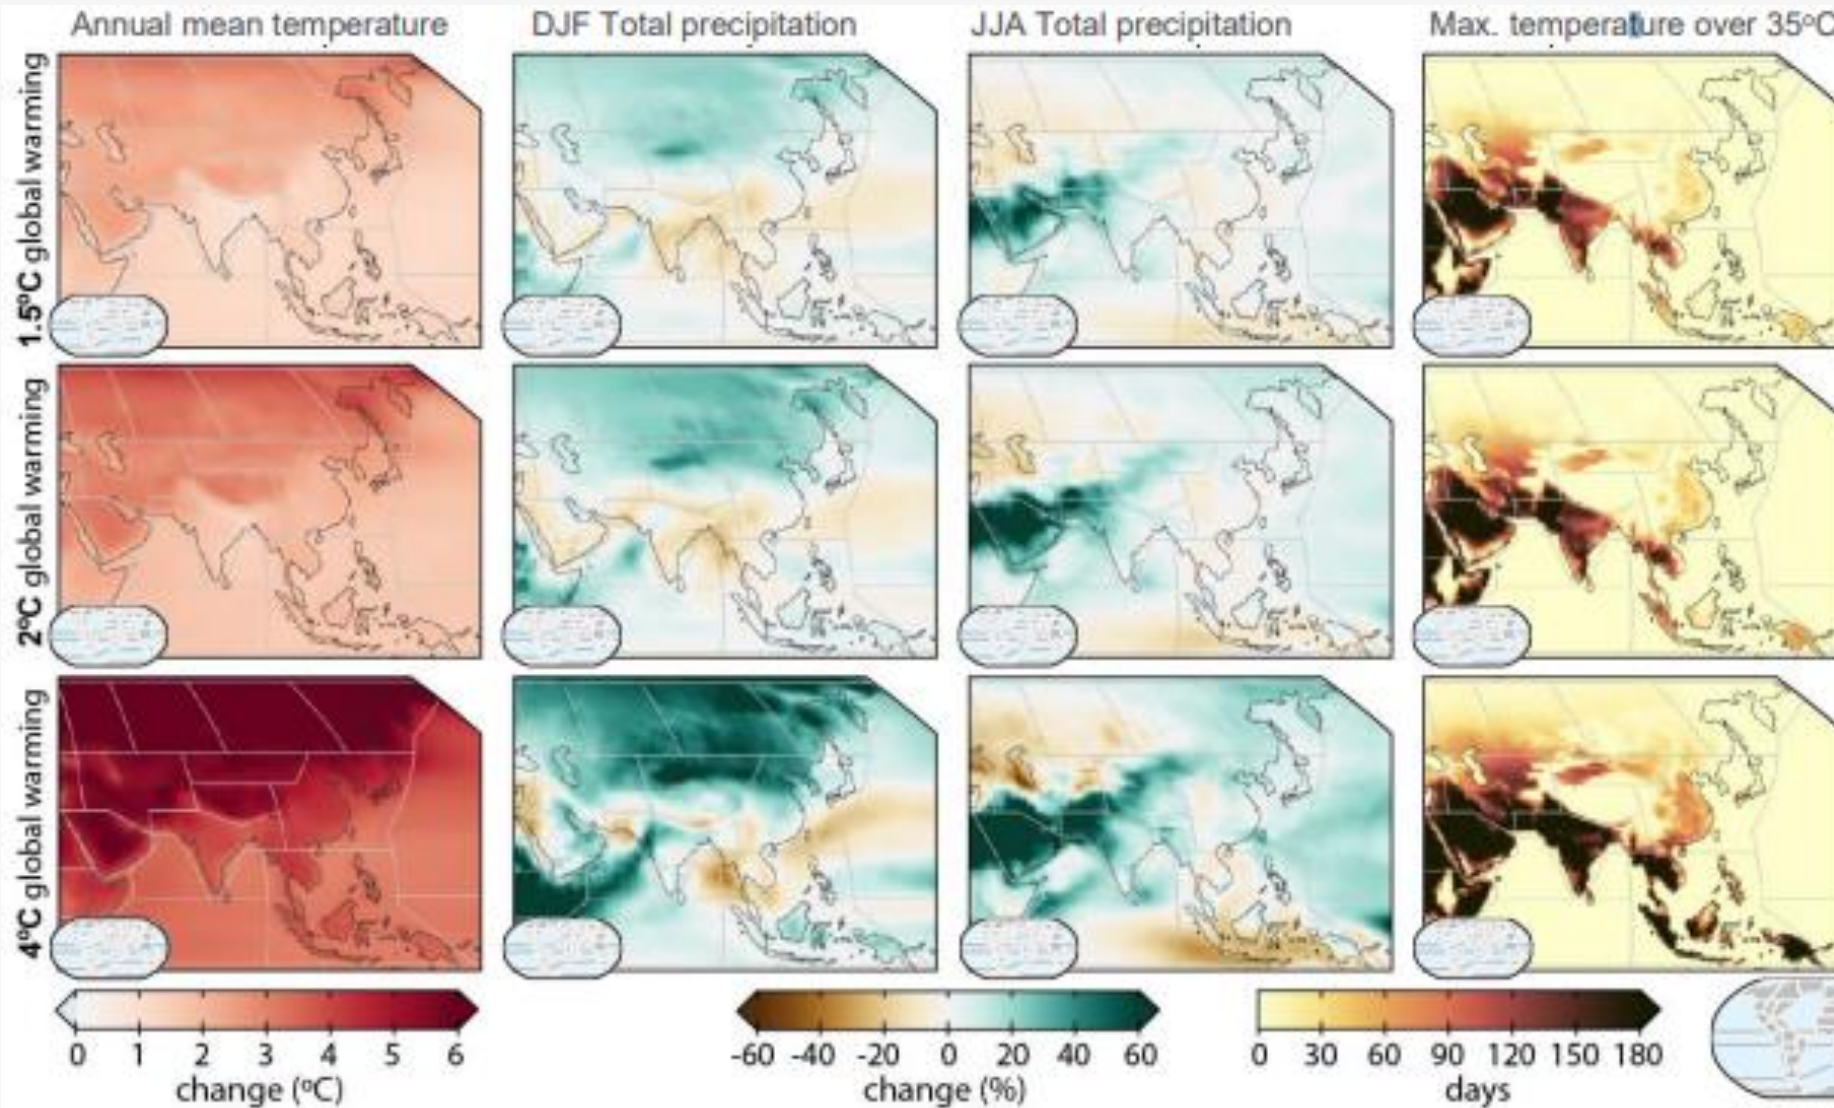 Annual mean temperature
DJF Total precipitation
JJA Total precipitation
Max. temperature over 35ºC
1.5ºC global warming
2ºC global warming
4ºC global warming
0 1 2 3 4 5 6
change (ºC)
-60 -40 -20 0 20 40 60
change (%)
0 30 60 90 120 150 180
days